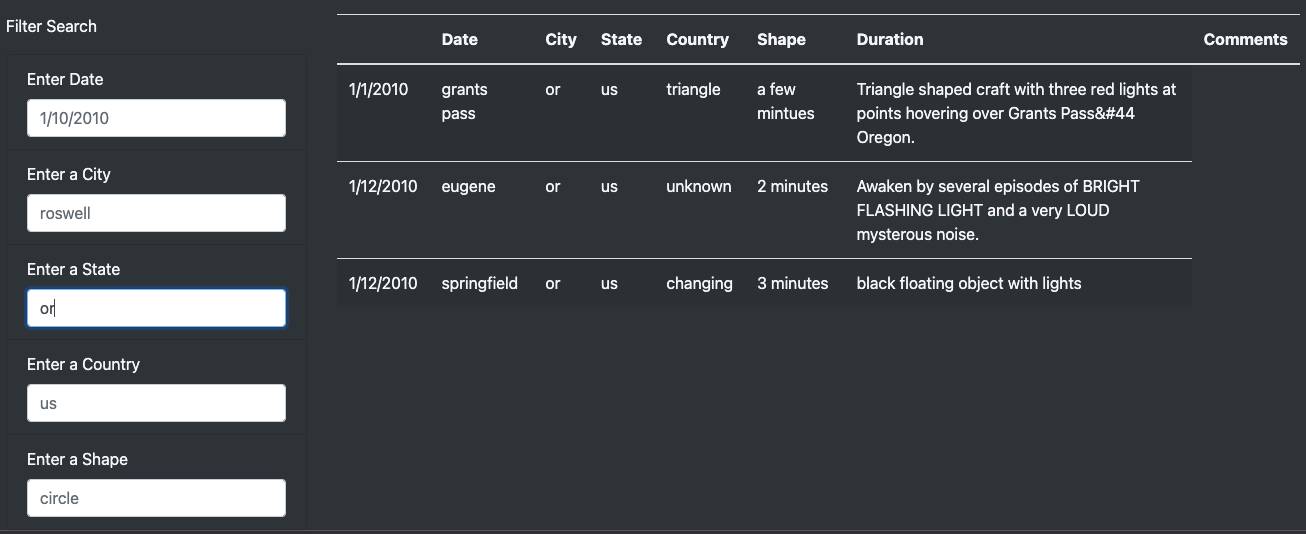 Filter Search
Enter Date
1/10/2010
Enter a City
roswell
Enter a State
or
Enter a Country
us
Enter a Shape
circle
Date City State Country Shape Duration Comments
1/1/2010 grants or us triangle a few Triangle shaped craft with three red lights at
pass mintues points hovering over Grants Pass&#44
Oregon.
1/12/2010 eugene or us unknown 2 minutes Awaken by several episodes of BRIGHT
FLASHING LIGHT and a very LOUD
mysterous noise.
1/12/2010 springfield or us changing 3 minutes black floating object with lights